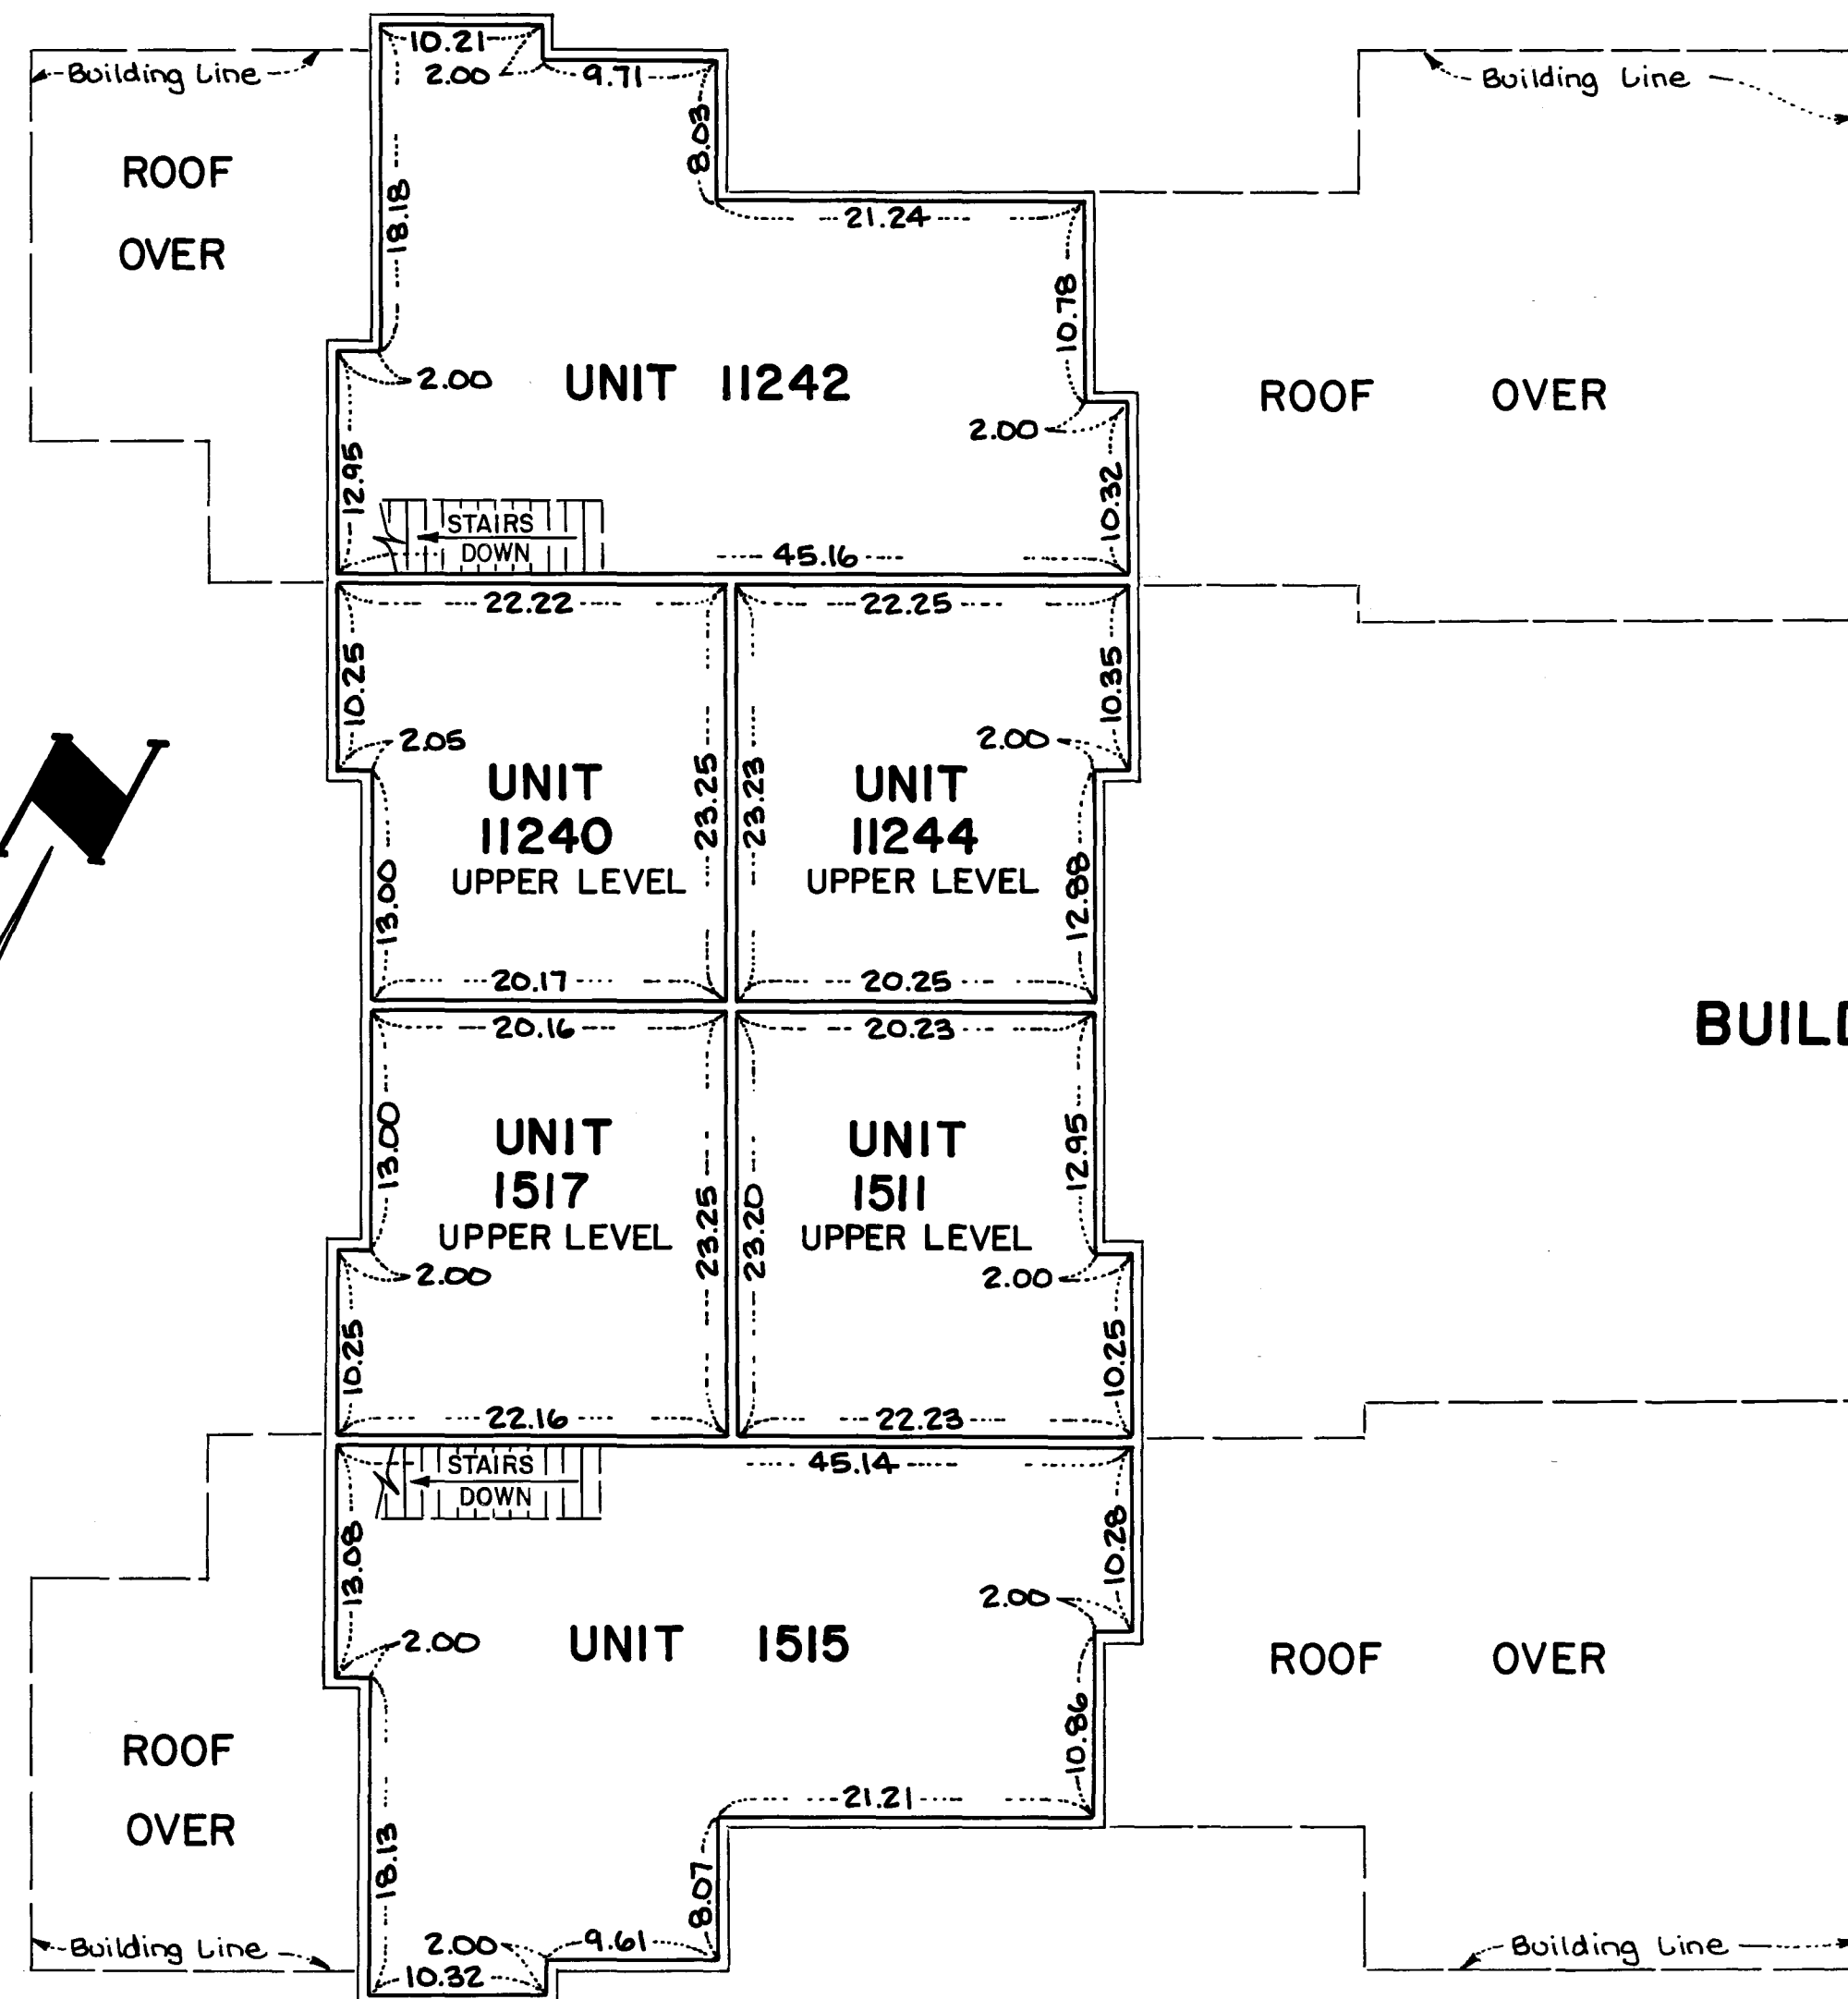 10.21
2.00
9.71
Building Line
Building Line
8.03
ROOF
OVER
18.18
21.24
10.78
2.00
UNIT 11242
ROOF OVER
2.00
12.95
10.32
STAIRS
DOWN
45.16
22.22
22.25
10.25
10.35
2.05
2.00
UNIT
11240
UPPER LEVEL
23.25
23.23
UNIT
11244
UPPER LEVEL
13.00
12.88
20.17
20.25
BUILD
20.16
20.23
13.00
12.95
UNIT
1517
UPPER LEVEL
23.25
23.20
UNIT
1511
UPPER LEVEL
2.00
2.00
10.25
10.25
22.16
22.23
STAIRS
DOWN
45.14
13.08
10.28
2.00
2.00
UNIT 1515
ROOF OVER
10.86
ROOF
OVER
21.21
18.13
8.07
2.00
9.61
Building Line
Building Line
10.32